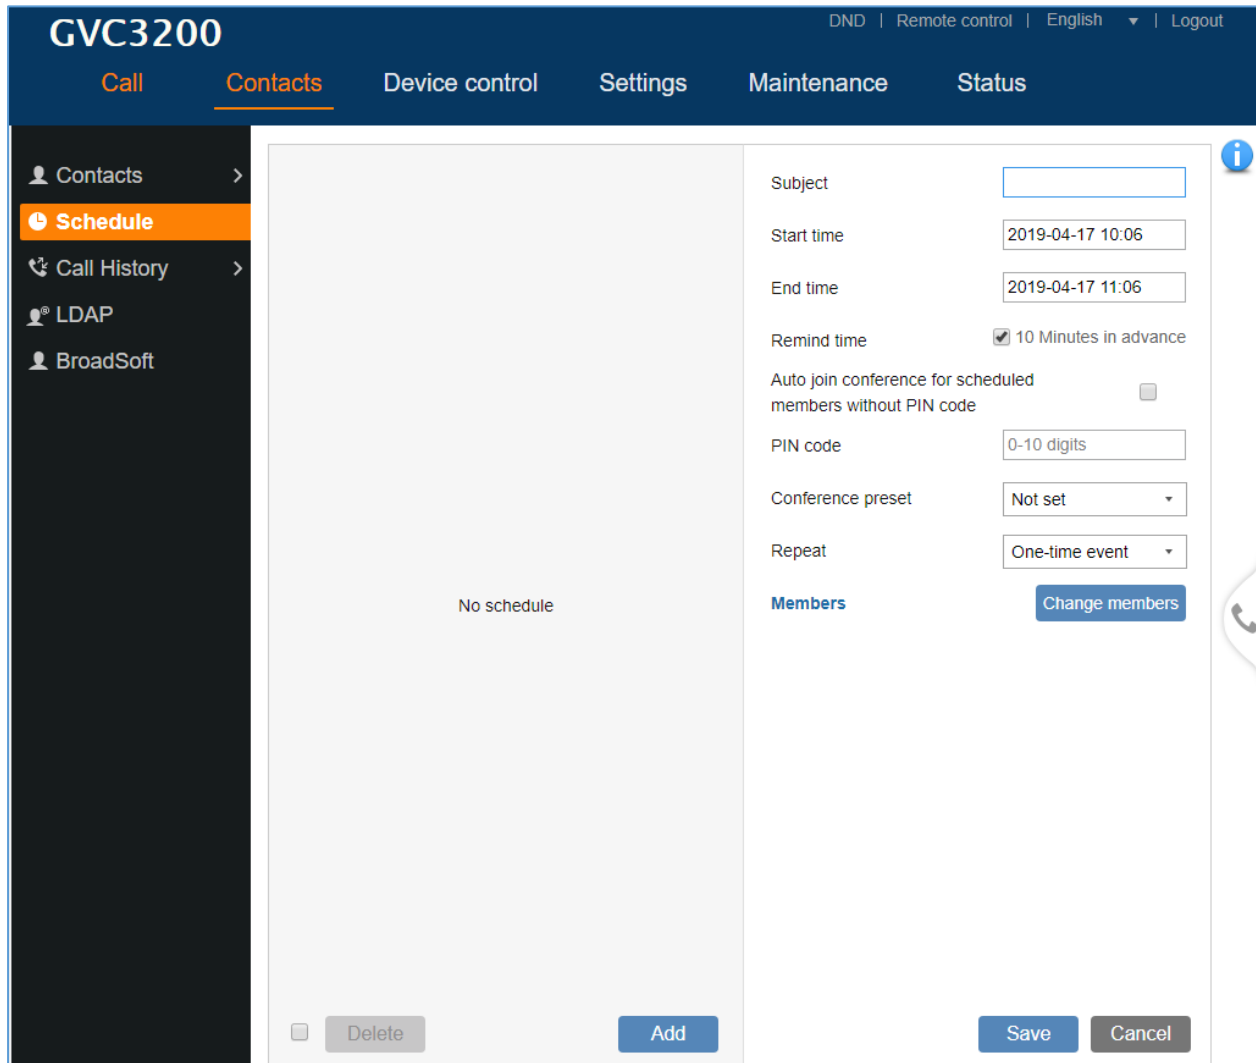 GVC3200
DND | Remote control | English | Logout
Call Contacts Device control Settings Maintenance Status
Contacts
Schedule
Call History
LDAP
BroadSoft
No schedule
Delete Add
Subject
Start time 2019-04-17 10:06
End time 2019-04-17 11:06
Remind time 10 Minutes in advance
Auto join conference for scheduled
members without PIN code
PIN code 0-10 digits
Conference preset Not set
Repeat One-time event
Members Change members
Save Cancel